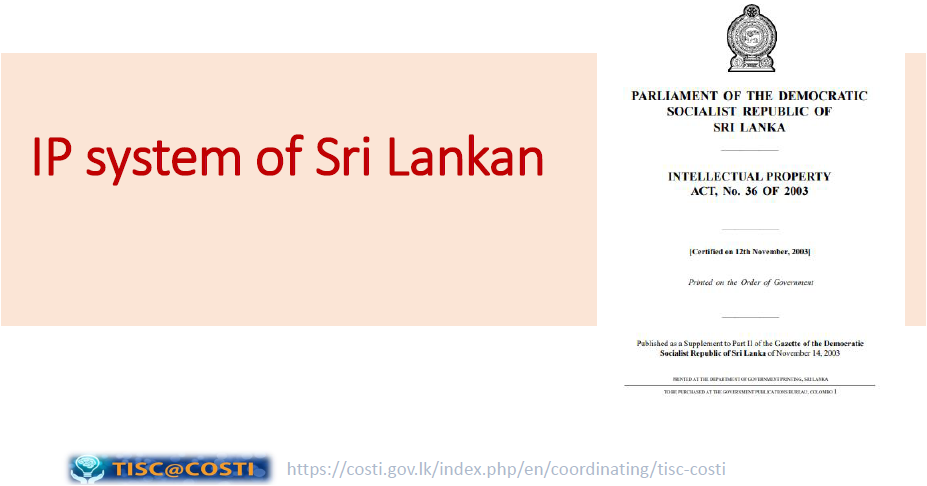 IP system of Sri Lankan
PARLIAMENT OF THE DEMOCRATIC
SOCIALIST REPUBLIC OF
SRI LANKA
INTELLECTUAL PROPERTY
ACT, No. 36 OF 2003
[Certified on 12th November, 2003]
Printed on the Order of Government
Published as a Supplement to Part II of the Gazette of the Democratic
Socialist Republic of Sri Lanka of November 14, 2003
PRINTED AT THE DEPARTMENT OF GOVERNMENT PRINTING, SRI LANKA
TO BE PURCHASED AT THE GOVERNMENT PUBLICATIONS BUREAU, COLOMBO 1
TISC@COSTI
https://costi.gov.lk/index.php/en/coordinating/tisc-costi